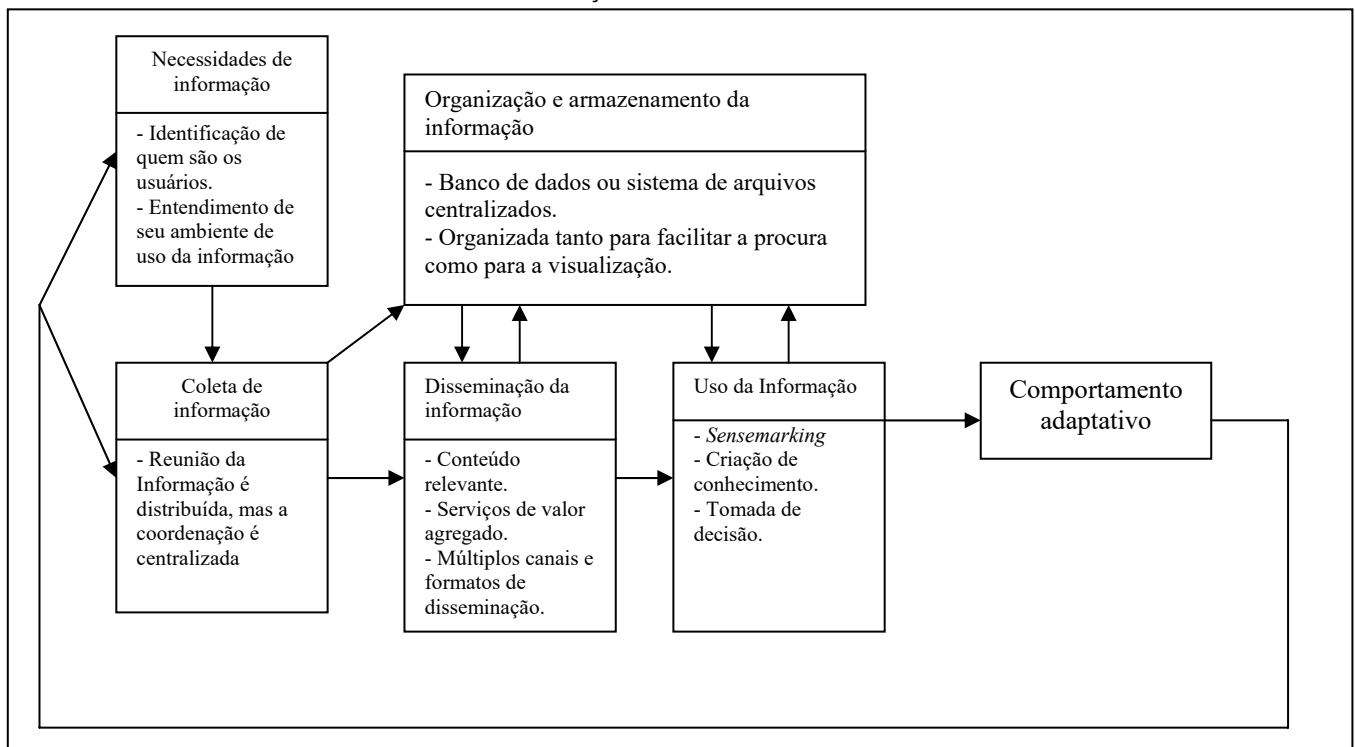 Necessidades de
informação
- Identificação de
quem são os
usuários.
- Entendimento de
seu ambiente de
uso da informação
Organização e armazenamento da
informação
- Banco de dados ou sistema de arquivos
centralizados.
- Organizada tanto para facilitar a procura
como para a visualização.
Coleta de
informação
- Reunião da
Informação é
distribuída, mas a
coordenação é
centralizada
Disseminação da
informação
- Conteúdo
relevante.
- Serviços de valor
agregado.
- Múltiplos canais e
formatos de
disseminação.
Uso da Informação
- Sensemarking
- Criação de
conhecimento.
- Tomada de
decisão.
Comportamento
adaptativo